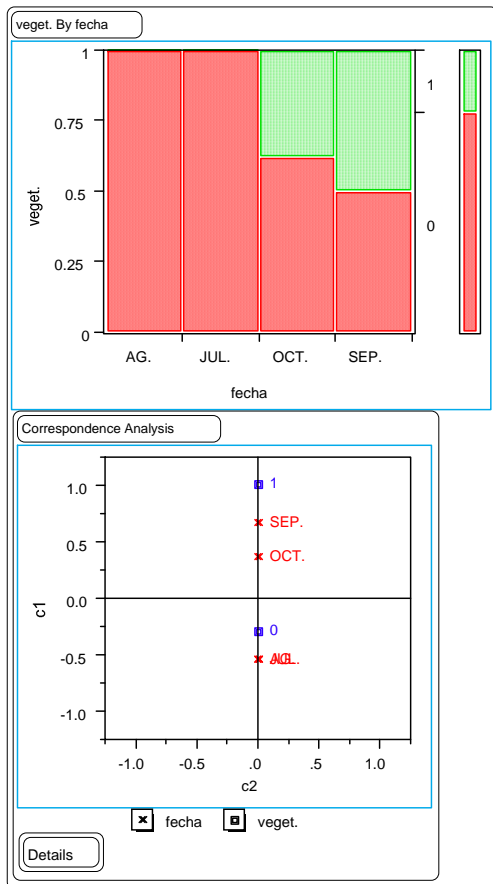 veget. By fecha
1
0.75
0.5
0.25
0
veget.
1
0
AG. JUL. OCT. SEP.
fecha
Correspondence Analysis
1.0
0.5
0.0
-0.5
-1.0
c1
1
SEP.
OCT.
0
-1.0 -0.5 .0 .5 1.0
c2
fecha veget.
Details